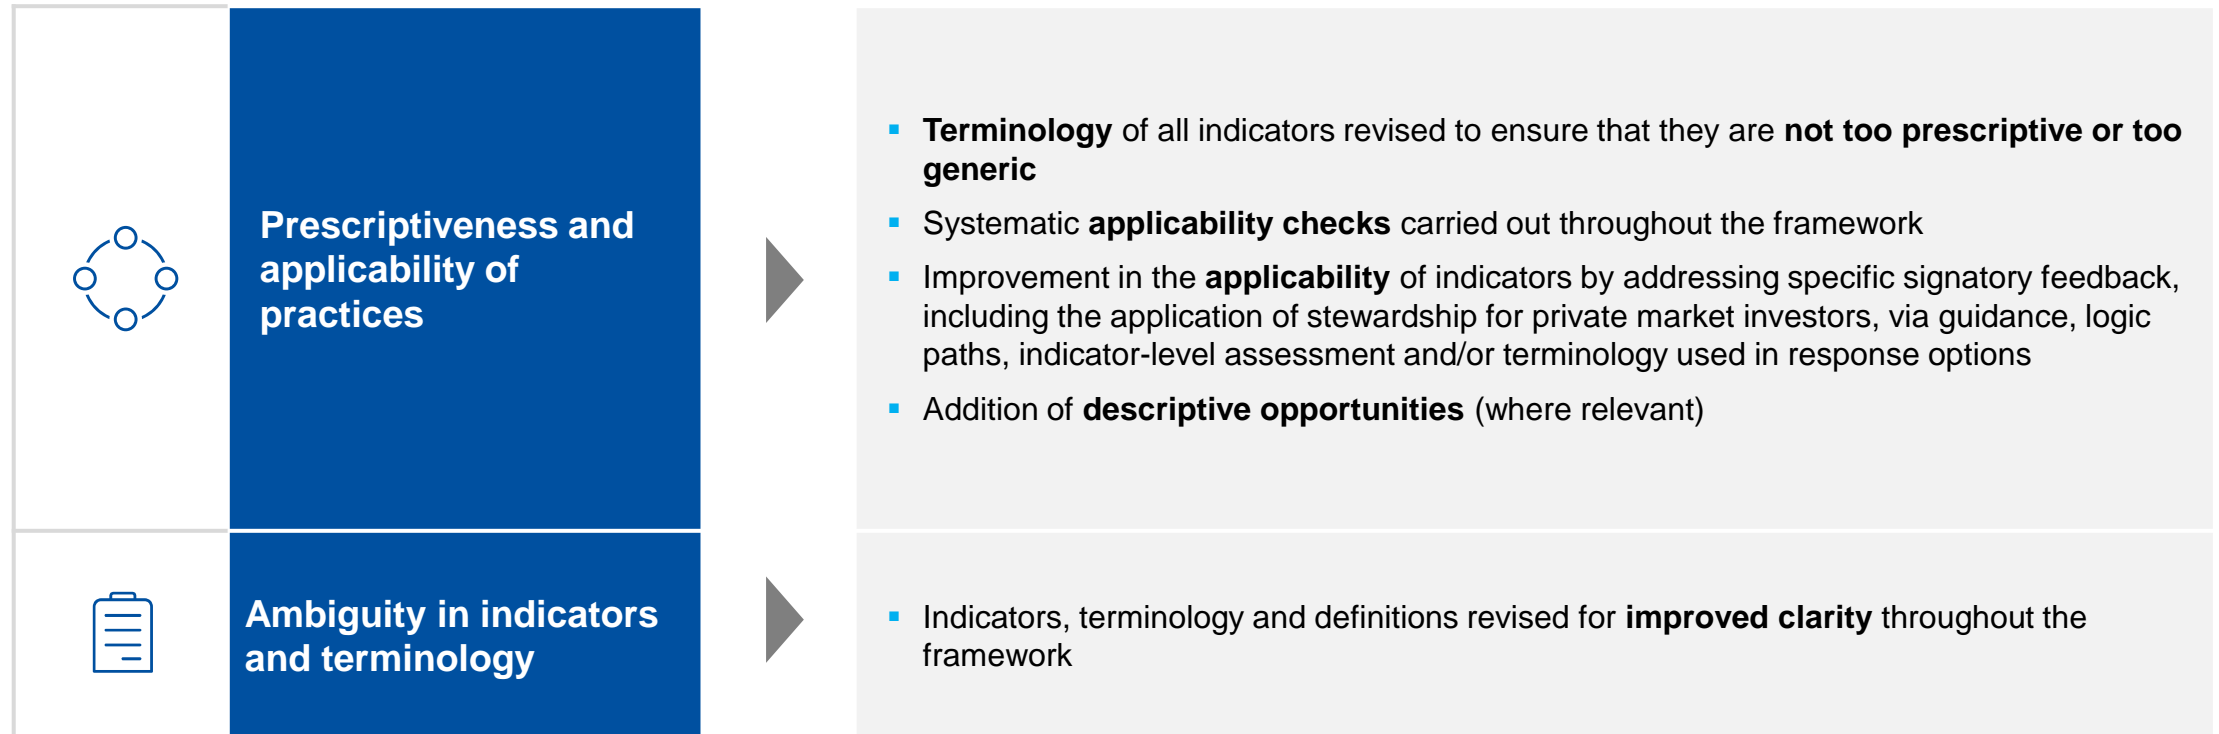 Prescriptiveness and
applicability of
practices
▪ Terminology of all indicators revised to ensure that they are not too prescriptive or too
generic
▪ Systematic applicability checks carried out throughout the framework
▪ Improvement in the applicability of indicators by addressing specific signatory feedback,
including the application of stewardship for private market investors, via guidance, logic
paths, indicator-level assessment and/or terminology used in response options
▪ Addition of descriptive opportunities (where relevant)
Ambiguity in indicators
and terminology
▪ Indicators, terminology and definitions revised for improved clarity throughout the
framework